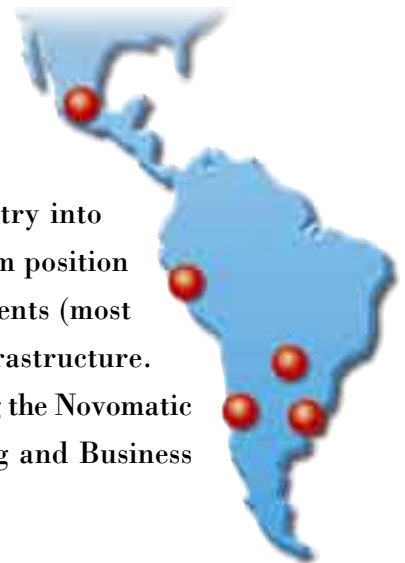 try into
m position
ents (most
rastructure.
g the Novomatic
g and Business